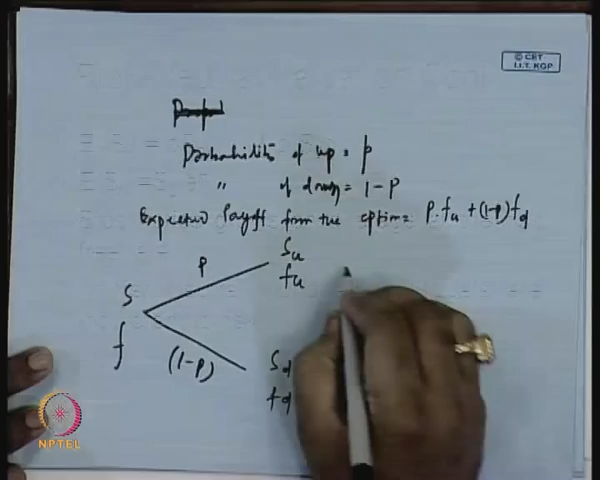 © CET
I.I.T. KGP
Probability of up = p
" of down = 1-p
Expected Payoff from the option = p.fu + (1-p)fd
p
Su
fu
S
f
(1-p)
Sd
fd
NPTEL